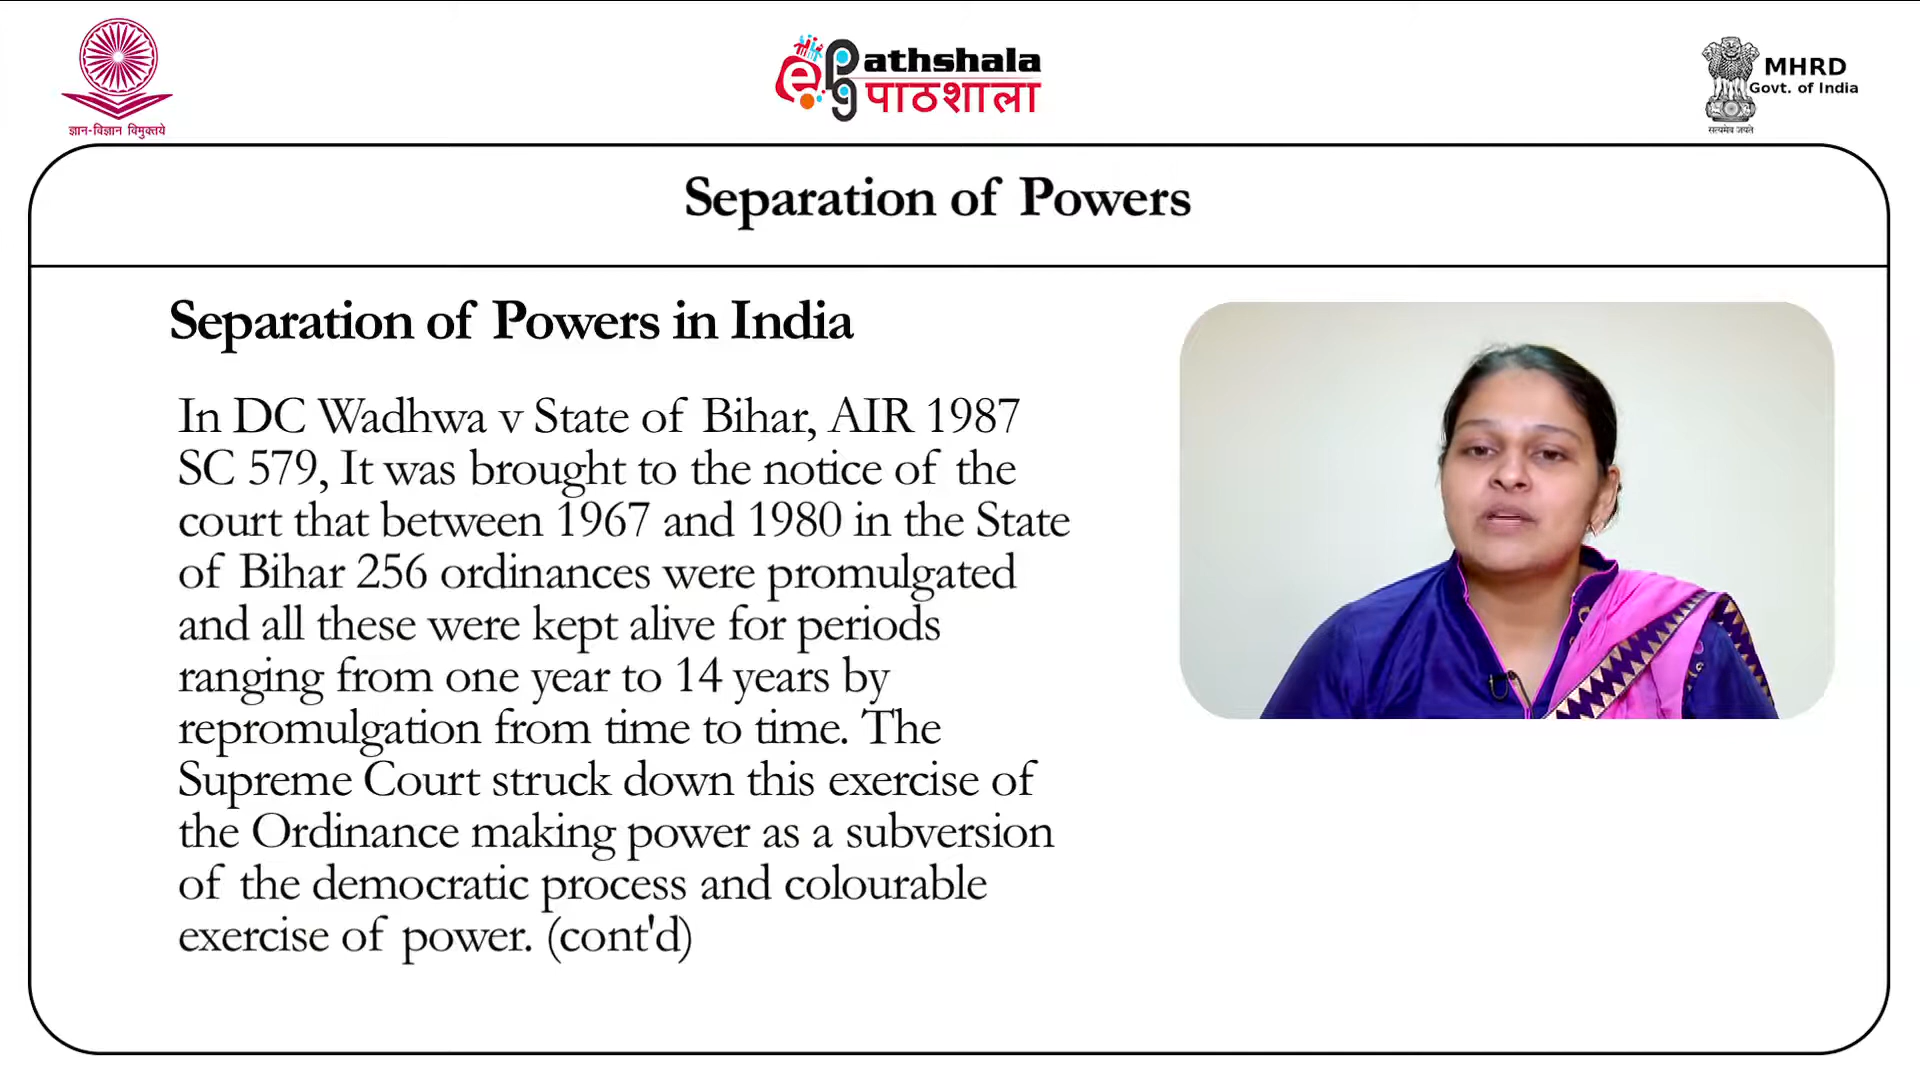 ज्ञान-विज्ञान विमुक्तये
ePathshala
पाठशाला
MHRD
Govt. of India
सत्यमेव जयते
Separation of Powers
Separation of Powers in India
In DC Wadhwa v State of Bihar, AIR 1987
SC 579, It was brought to the notice of the
court that between 1967 and 1980 in the State
of Bihar 256 ordinances were promulgated
and all these were kept alive for periods
ranging from one year to 14 years by
repromulgation from time to time. The
Supreme Court struck down this exercise of
the Ordinance making power as a subversion
of the democratic process and colourable
exercise of power. (cont'd)